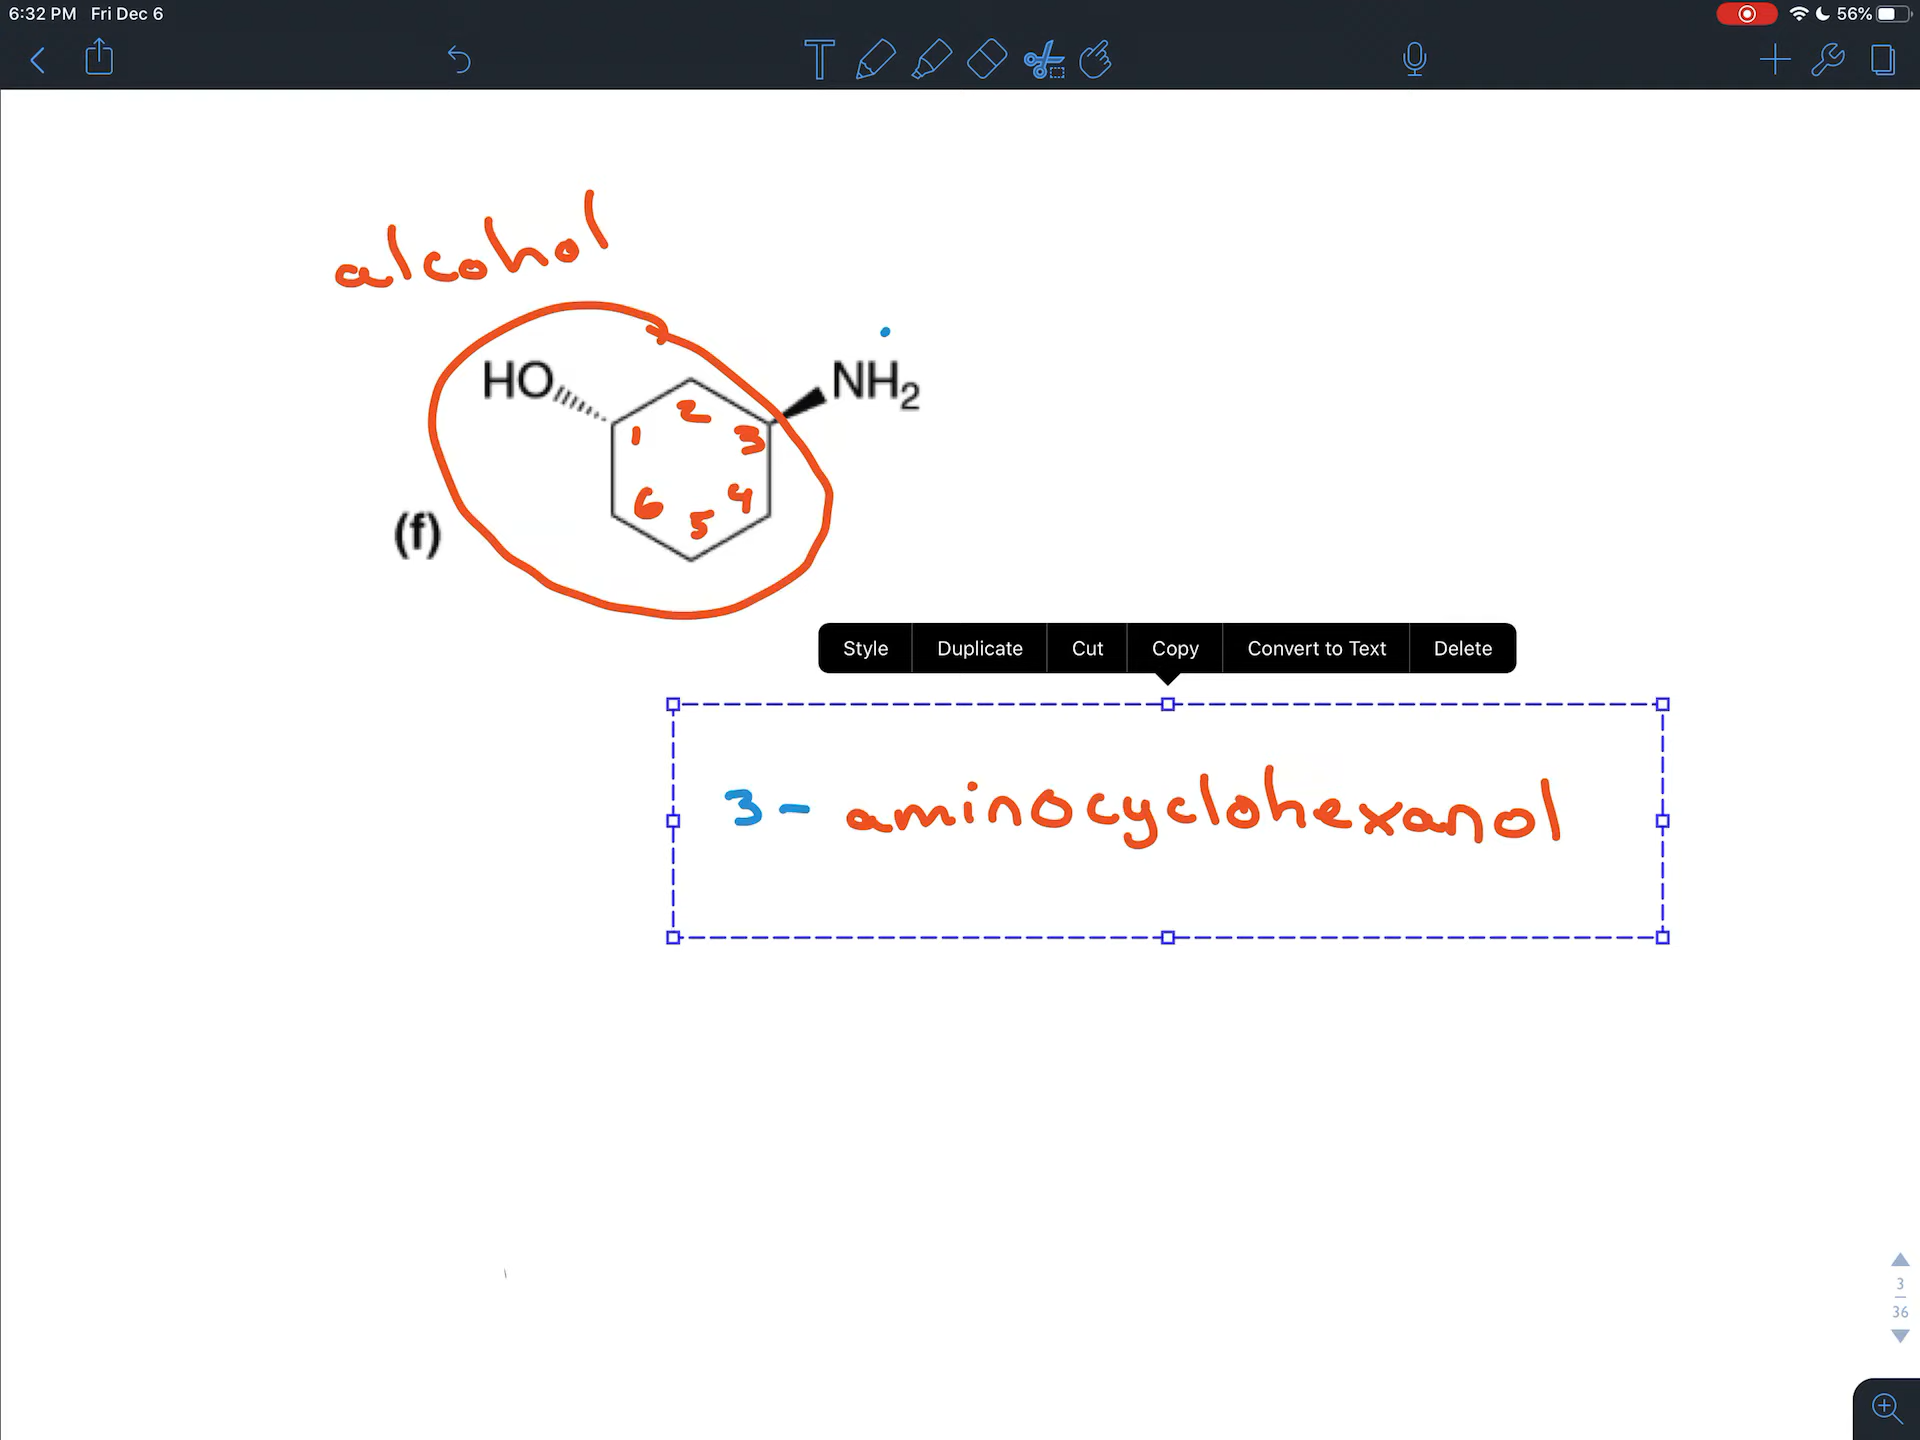 6:32 PM Fri Dec 6
56%
T
alcohol
HO
NH2
1
2
3
4
5
6
(f)
Style Duplicate Cut Copy Convert to Text Delete
3- aminocyclohexanol
3
36